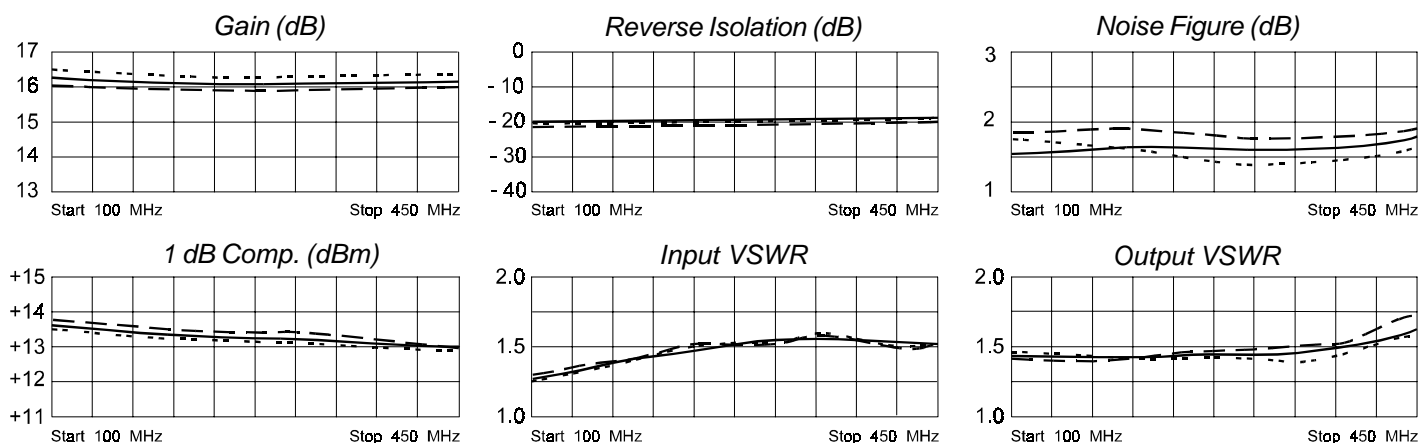 Gain (dB)
17
16
15
14
13
Start 100 MHz Stop 450 MHz
Reverse Isolation (dB)
0
- 10
- 20
- 30
- 40
Start 100 MHz Stop 450 MHz
Noise Figure (dB)
3
2
1
Start 100 MHz Stop 450 MHz
1 dB Comp. (dBm)
+15
+14
+13
+12
+11
Start 100 MHz Stop 450 MHz
Input VSWR
2.0
1.5
1.0
Start 100 MHz Stop 450 MHz
Output VSWR
2.0
1.5
1.0
Start 100 MHz Stop 450 MHz